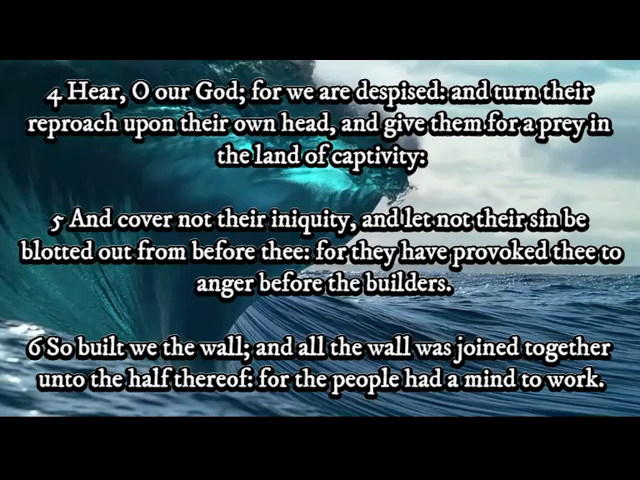 4 Hear, O our God; for we are despised: and turn their
reproach upon their own head, and give them for a prey in
the land of captivity:
5 And cover not their iniquity, and let not their sin be
blotted out from before thee: for they have provoked thee to
anger before the builders.
6 So built we the wall; and all the wall was joined together
unto the half thereof: for the people had a mind to work.